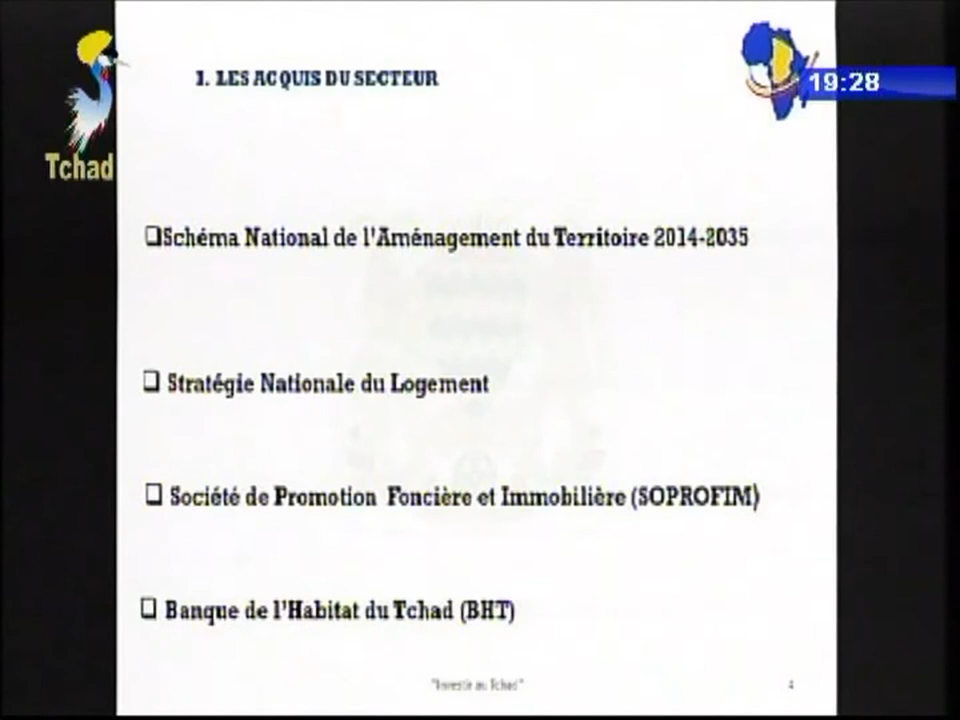 1. LES ACQUIS DU SECTEUR
19:28
Tchad
❑Schéma National de l'Aménagement du Territoire 2014-2035
❑ Stratégie Nationale du Logement
❑ Société de Promotion Foncière et Immobilière (SOPROFIM)
❑ Banque de l'Habitat du Tchad (BHT)
"Investir au Tchad"
4